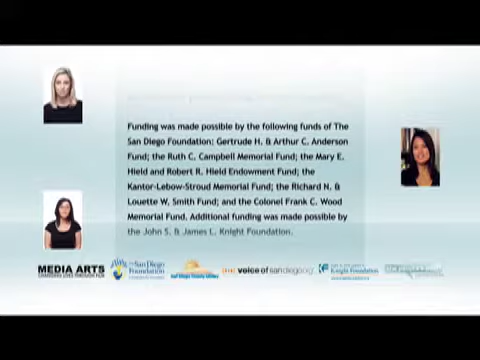 Funding was made possible by the following funds of The
San Diego Foundation: Gertrude H. & Arthur C. Anderson
Fund; the Ruth C. Campbell Memorial Fund; the Mary E.
Hield and Robert R. Hield Endowment Fund; the
Kantor-Lebow-Stroud Memorial Fund; the Richard N. &
Louette W. Smith Fund; and the Colonel Frank C. Wood
Memorial Fund. Additional funding was made possible by
the John S. & James L. Knight Foundation.
MEDIA ARTS
San Diego
Foundation
San Diego County Library
voice of sandiego.org
Knight Foundation